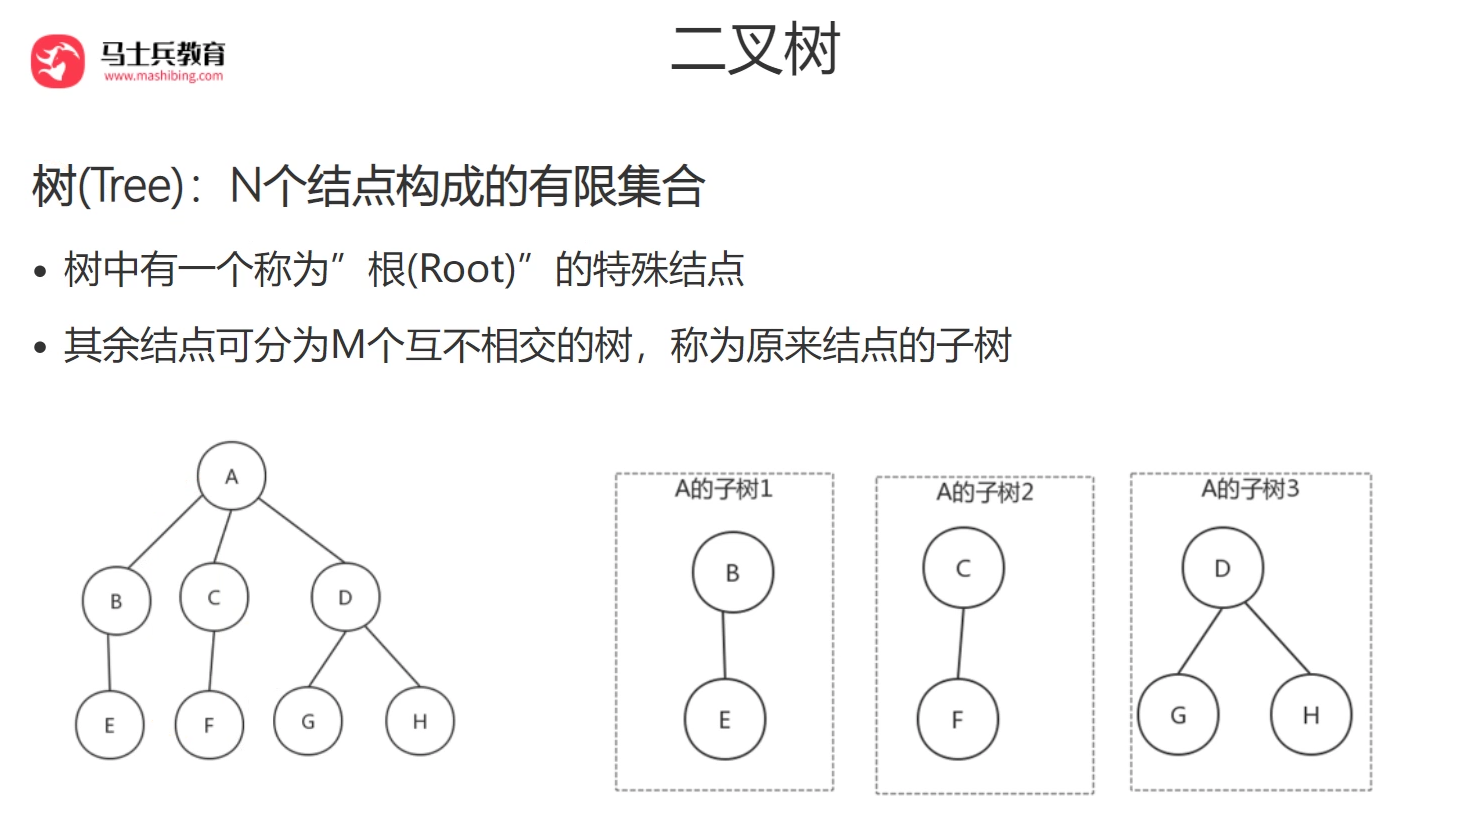 二叉树
马士兵教育
www.mashibing.com
树(Tree)：N个结点构成的有限集合
• 树中有一个称为”根(Root)”的特殊结点
• 其余结点可分为M个互不相交的树，称为原来结点的子树
A
B
C
D
E
F
G
H
A的子树1
B
E
A的子树2
C
F
A的子树3
D
G
H